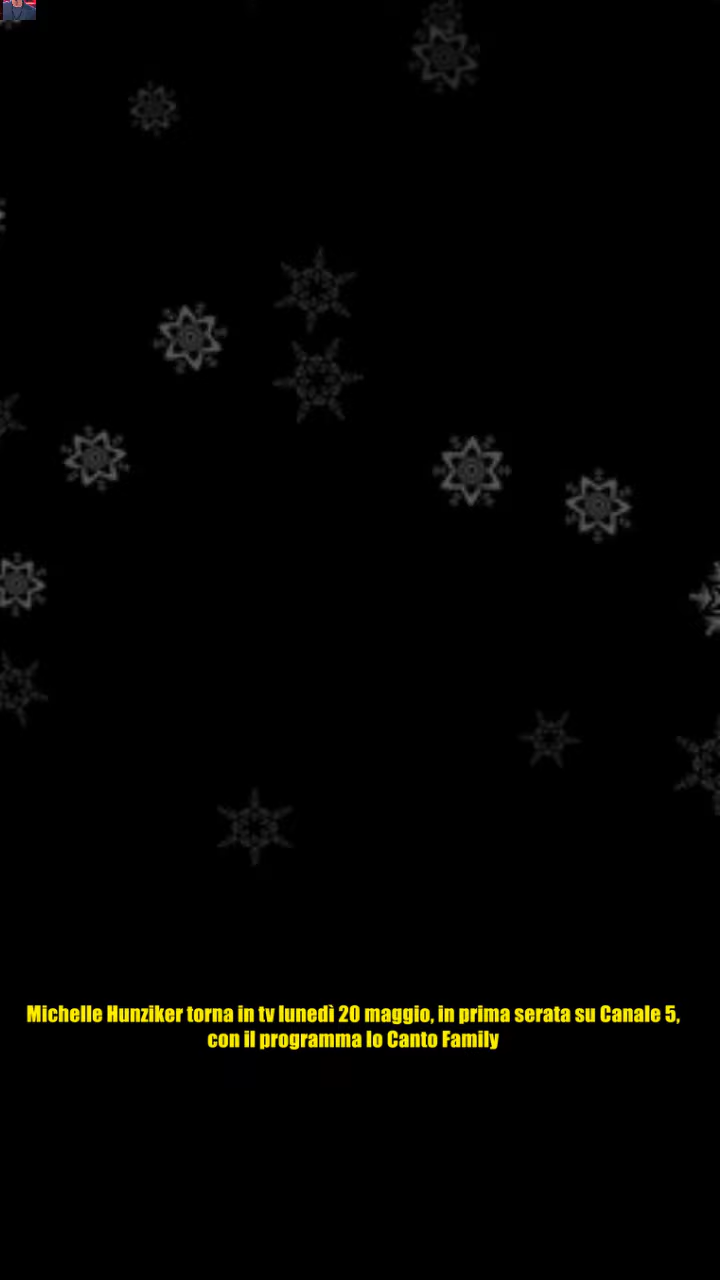 Michelle Hunziker torna in tv lunedì 20 maggio, in prima serata su Canale 5,
con il programma Io Canto Family